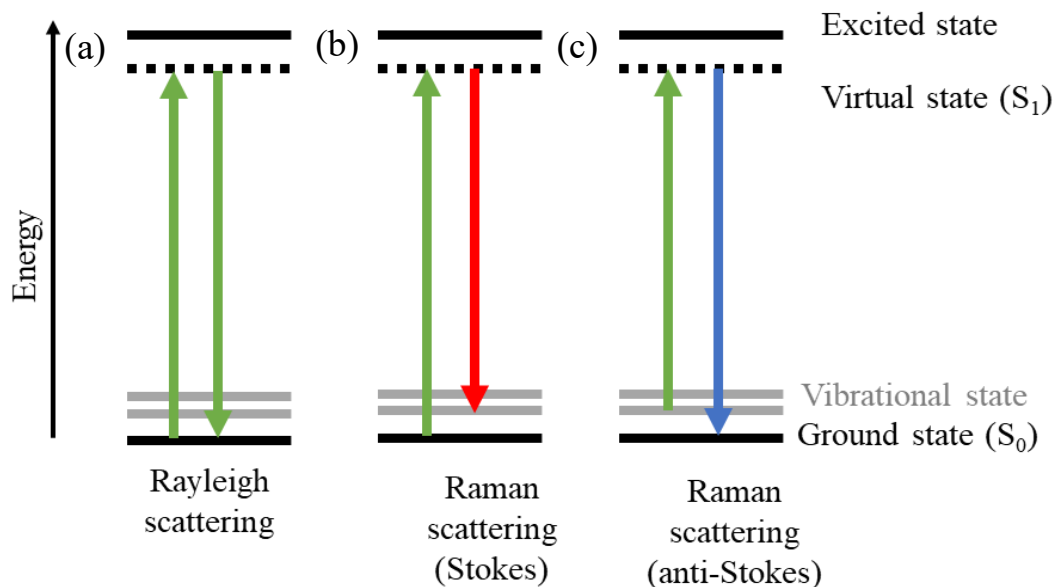 (a)
(b)
(c)
Excited state
Virtual state (S₁)
Energy
Vibrational state
Ground state (S₀)
Rayleigh
scattering
Raman
scattering
(Stokes)
Raman
scattering
(anti-Stokes)